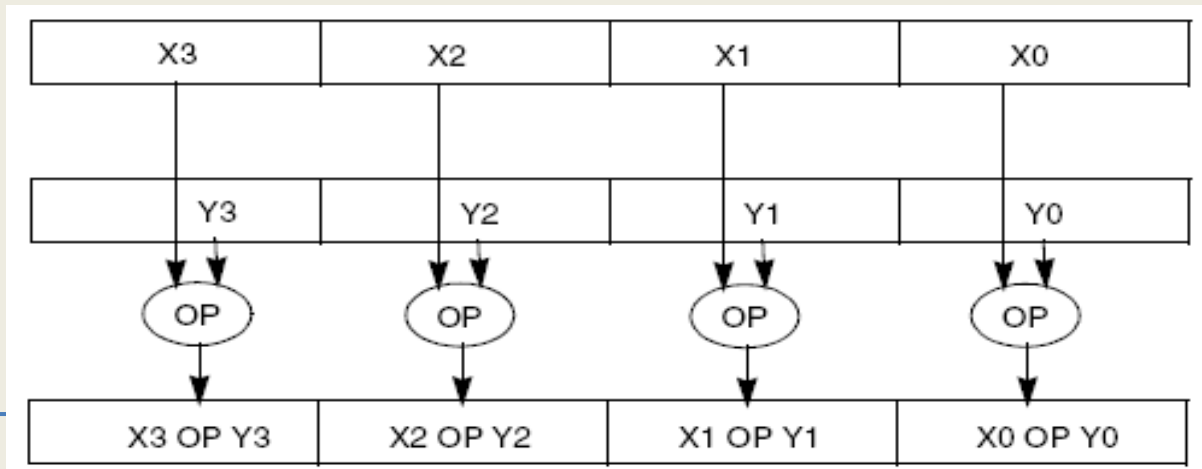 X3 X2 X1 X0
Y3 Y2 Y1 Y0
OP OP OP OP
X3 OP Y3 X2 OP Y2 X1 OP Y1 X0 OP Y0